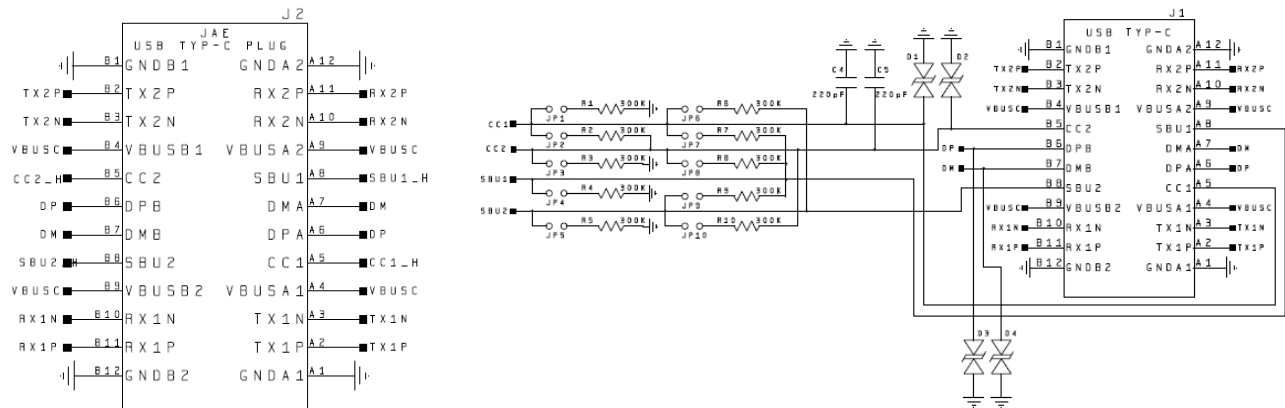 J2
JAE
USB TYP-C PLUG
B1 GNDB1 GNDA2 A12
TX2P B2 TX2P RX2P A11 RX2P
TX2N B3 TX2N RX2N A10 RX2N
VBUSC B4 VBUSB1 VBUSA2 A9 VBUSC
CC2_H B5 CC2 SBU1 A8 SBU1_H
DP B6 DPB DMA A7 DM
DM B7 DMB DPA A6 DP
SBU2_H B8 SBU2 CC1 A5 CC1_H
VBUSC B9 VBUSB2 VBUSA1 A4 VBUSC
RX1N B10 RX1N TX1N A3 TX1N
RX1P B11 RX1P TX1P A2 TX1P
B12 GNDB2 GNDA1 A1
C4 C5 D1 D2
220pF 220pF
R1 300K R6 300K
CC1 JP1 JP6
R2 300K R7 300K
CC2 JP2 JP7
R3 300K R8 300K
JP3 JP8
SBU1
R4 300K R9 300K
JP4 JP9
SBU2
R5 300K R10 300K
JP5 JP10
J1
USB TYP-C
B1 GNDB1 GNDA2 A12
TX2P B2 TX2P RX2P A11 RX2P
TX2N B3 TX2N RX2N A10 RX2N
VBUSC B4 VBUSB1 VBUSA2 A9 VBUSC
B5 CC2 SBU1 A8
DP B6 DPB DMA A7 DM
DM B7 DMB DPA A6 DP
B8 SBU2 CC1 A5
VBUSC B9 VBUSB2 VBUSA1 A4 VBUSC
RX1N B10 RX1N TX1N A3 TX1N
RX1P B11 RX1P TX1P A2 TX1P
B12 GNDB2 GNDA1 A1
D3 D4